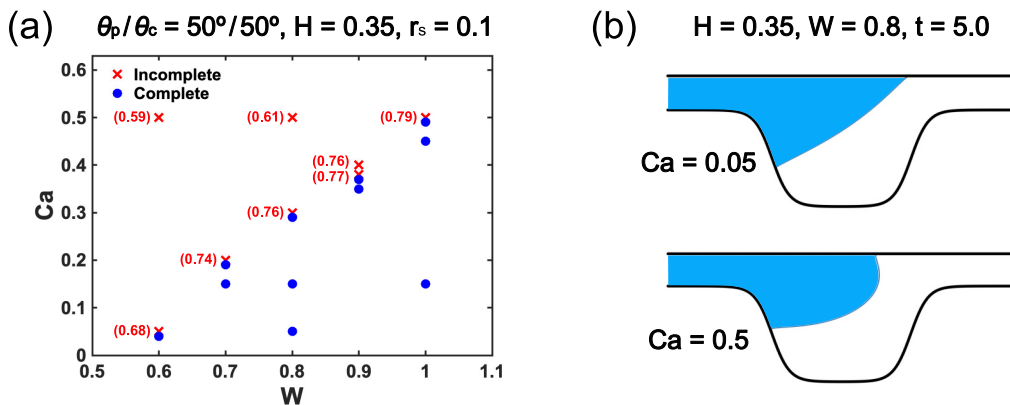 (a) θp/θc = 50°/50°, H = 0.35, rs = 0.1
0.6
0.5
0.4
0.3
0.2
0.1
0
Ca
Incomplete
Complete
(0.59)
(0.61)
(0.79)
(0.76)
(0.77)
(0.76)
(0.74)
(0.68)
0.5 0.6 0.7 0.8 0.9 1 1.1
W
(b) H = 0.35, W = 0.8, t = 5.0
Ca = 0.05
Ca = 0.5